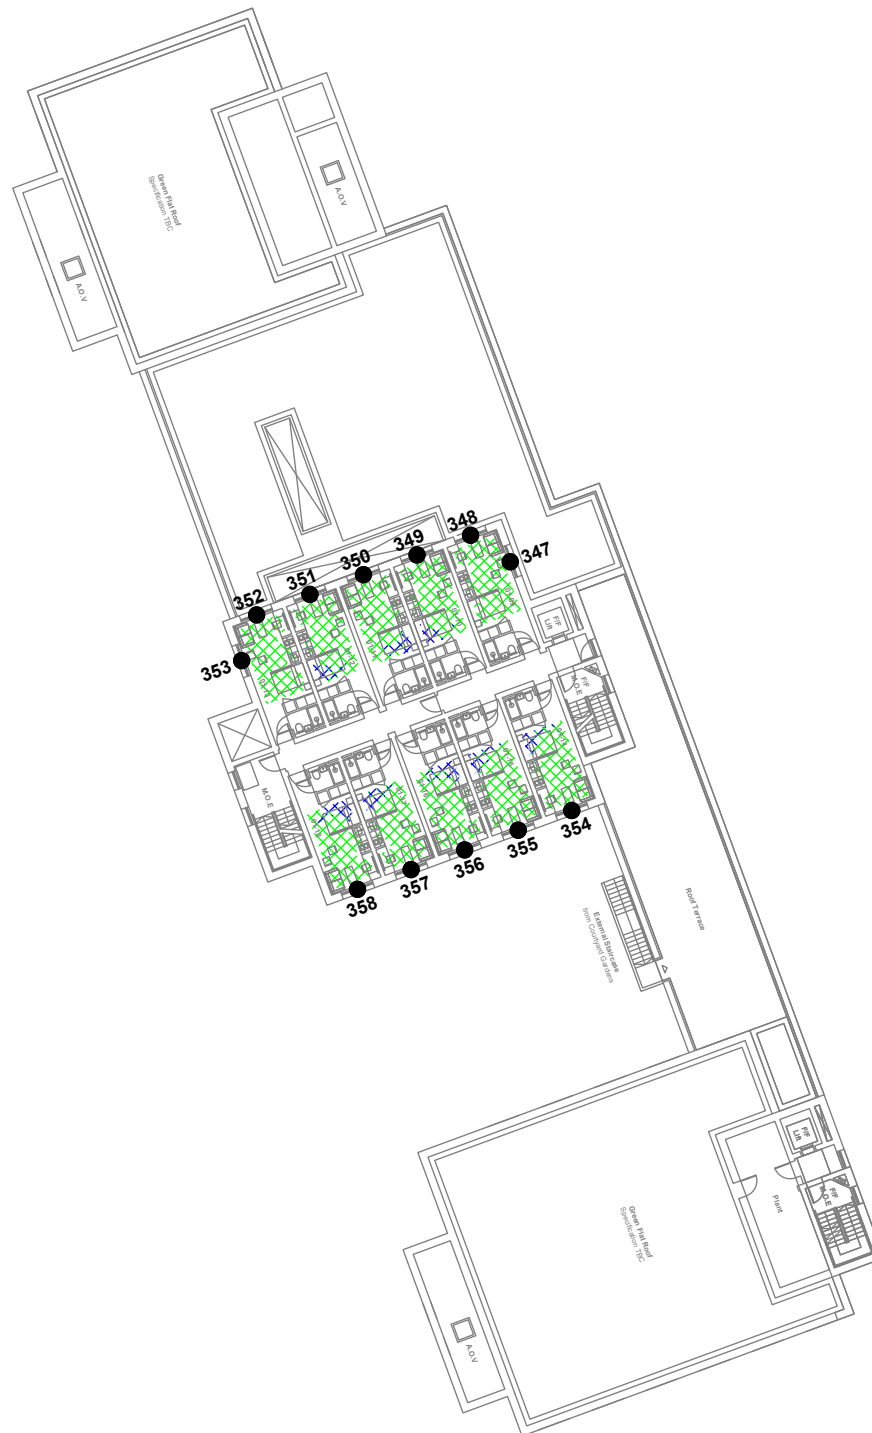 Green Flat Roof
Specification TBC
A.O.V
A.O.V
348
349
347
350
351
352
353
F/F
Lift
F/F
M.O.E
M.O.E
354
355
356
357
358
Roof Terrace
External Staircase
from Courtyard Gardens
F/F
Lift
F/F
M.O.E
Plant
Green Flat Roof
Specification TBC
A.O.V